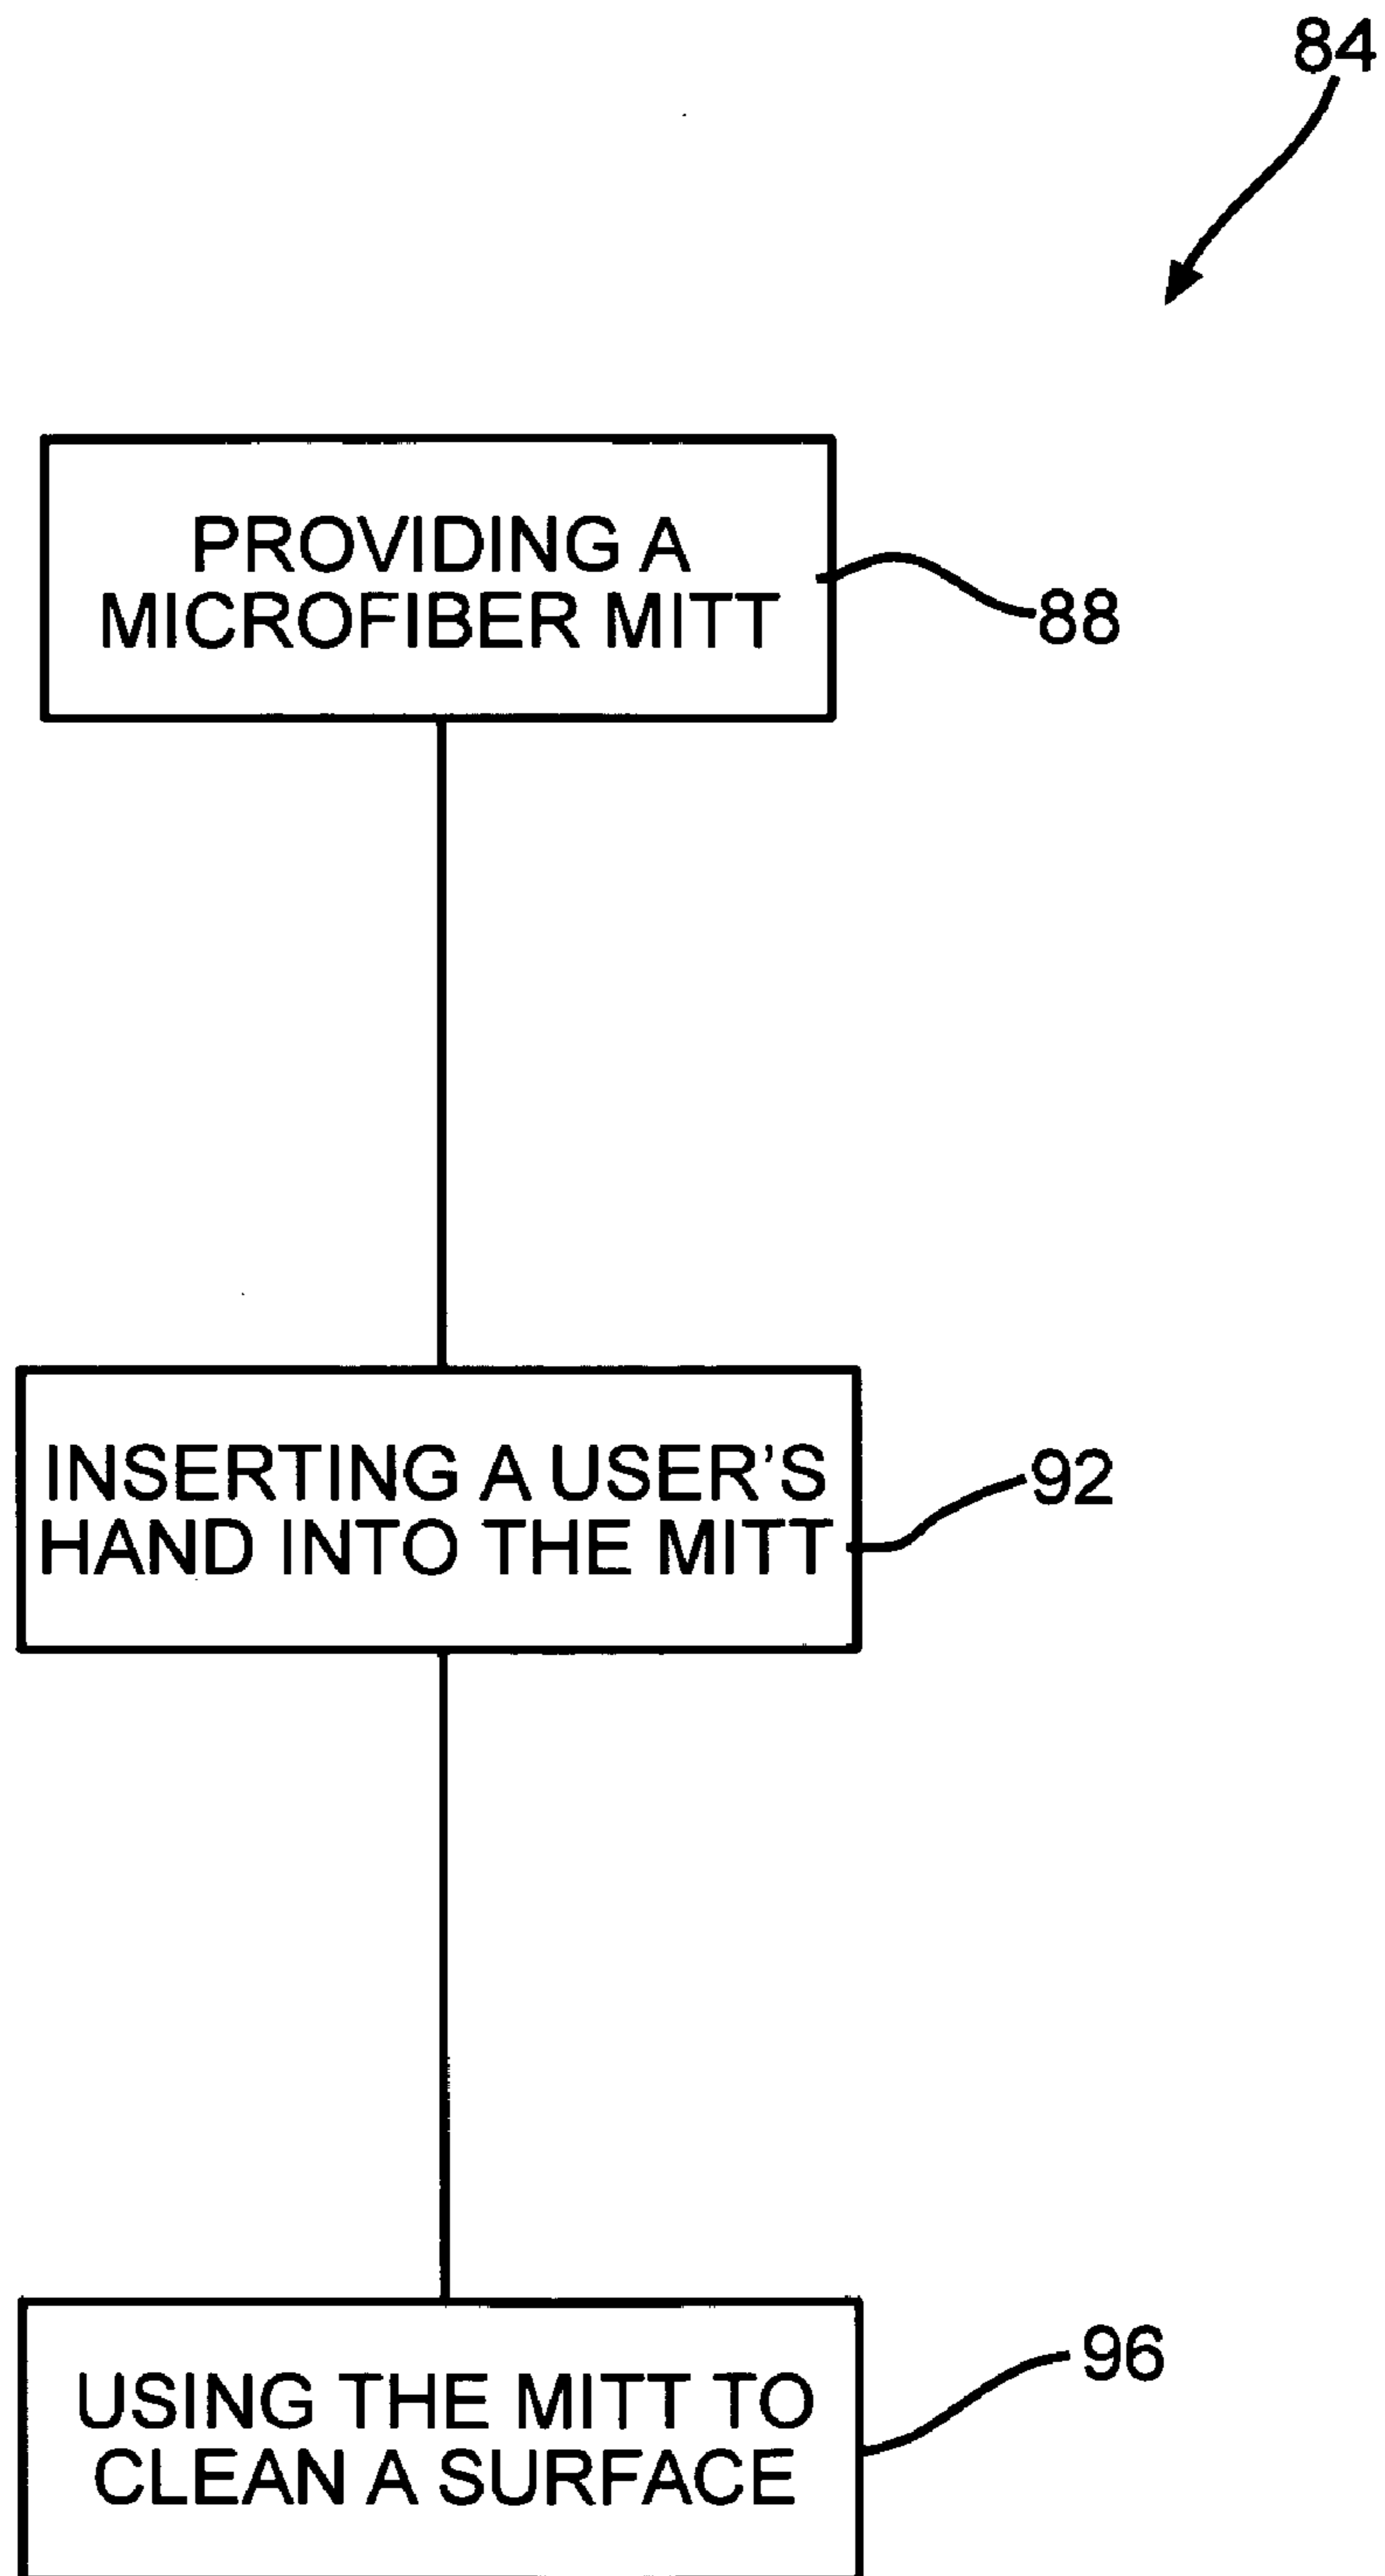 84
PROVIDING A
MICROFIBER MITT
88
INSERTING A USER’S
HAND INTO THE MITT
92
USING THE MITT TO
CLEAN A SURFACE
96